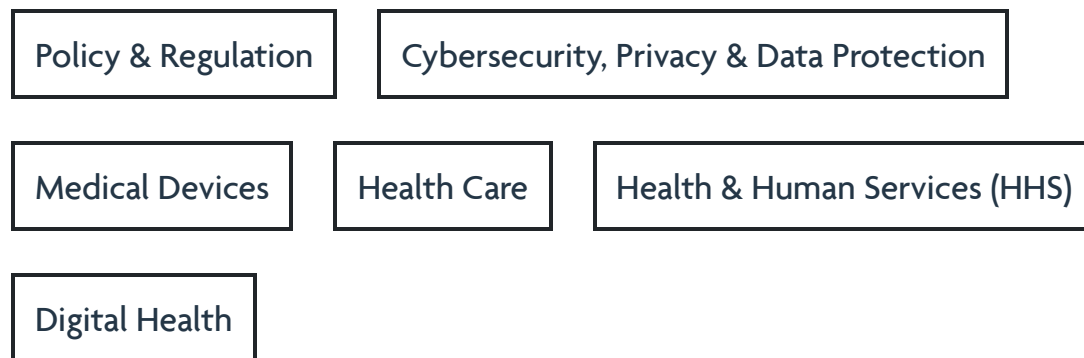 Policy & Regulation Cybersecurity, Privacy & Data Protection
Medical Devices Health Care Health & Human Services (HHS)
Digital Health